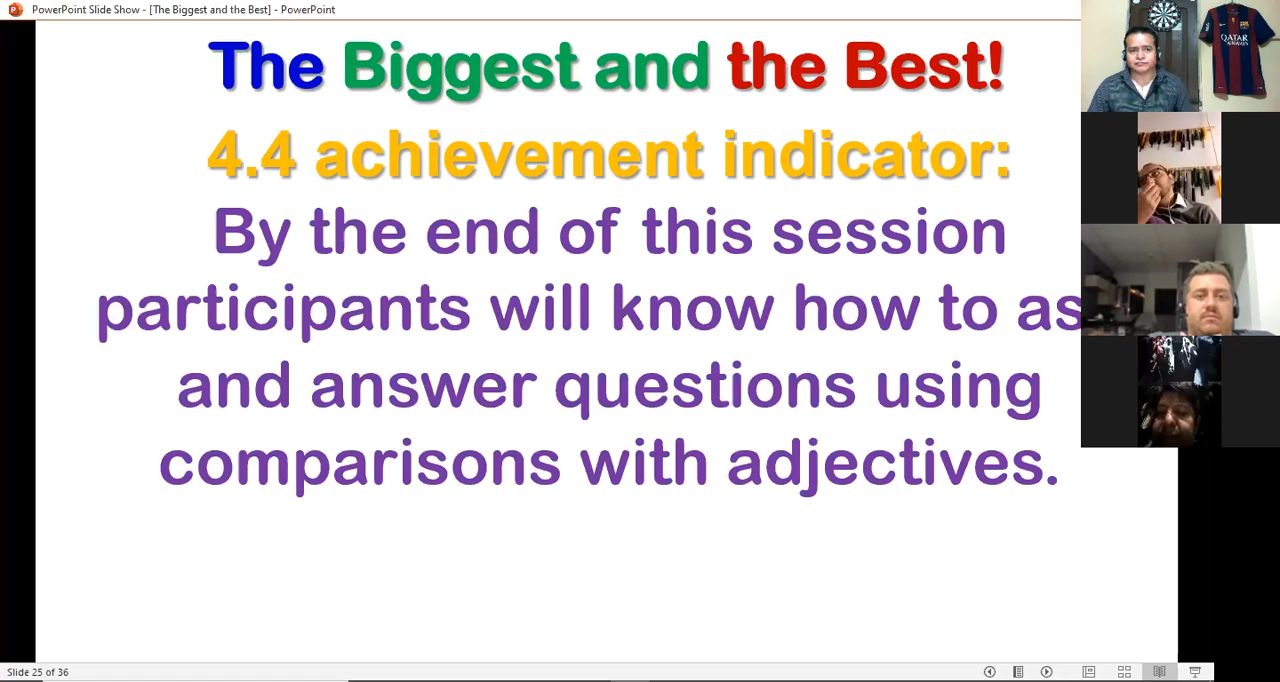 PowerPoint Slide Show - [The Biggest and the Best] - PowerPoint
The Biggest and the Best!
4.4 achievement indicator:
By the end of this session
participants will know how to as
and answer questions using
comparisons with adjectives.
QATAR
AIRWAYS
Slide 25 of 36